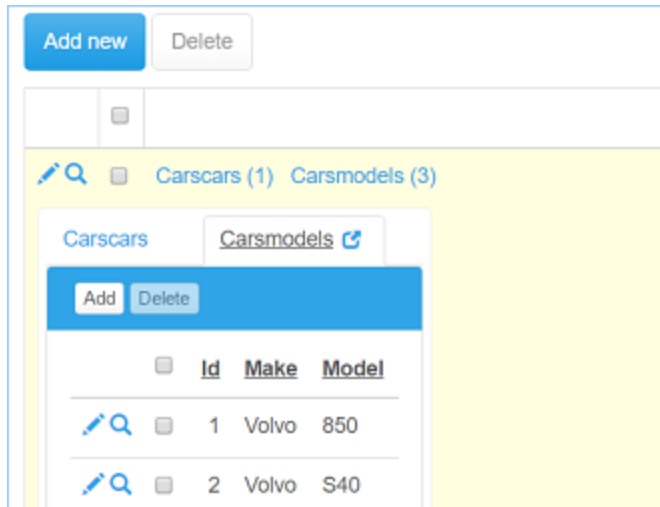 Add new Delete
Carscars (1) Carsmodels (3)
Carscars Carsmodels
Add Delete
Id Make Model
1 Volvo 850
2 Volvo S40